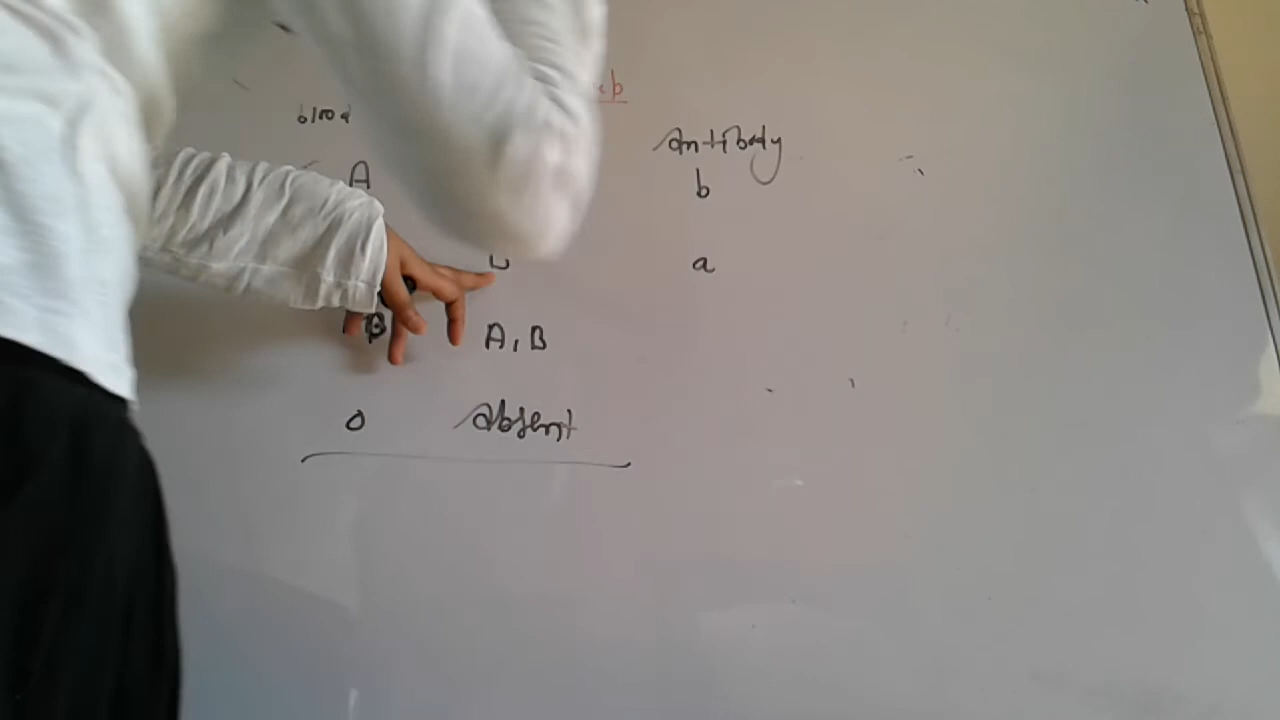 blood
Antibody
A b
a
B A, B
O absent